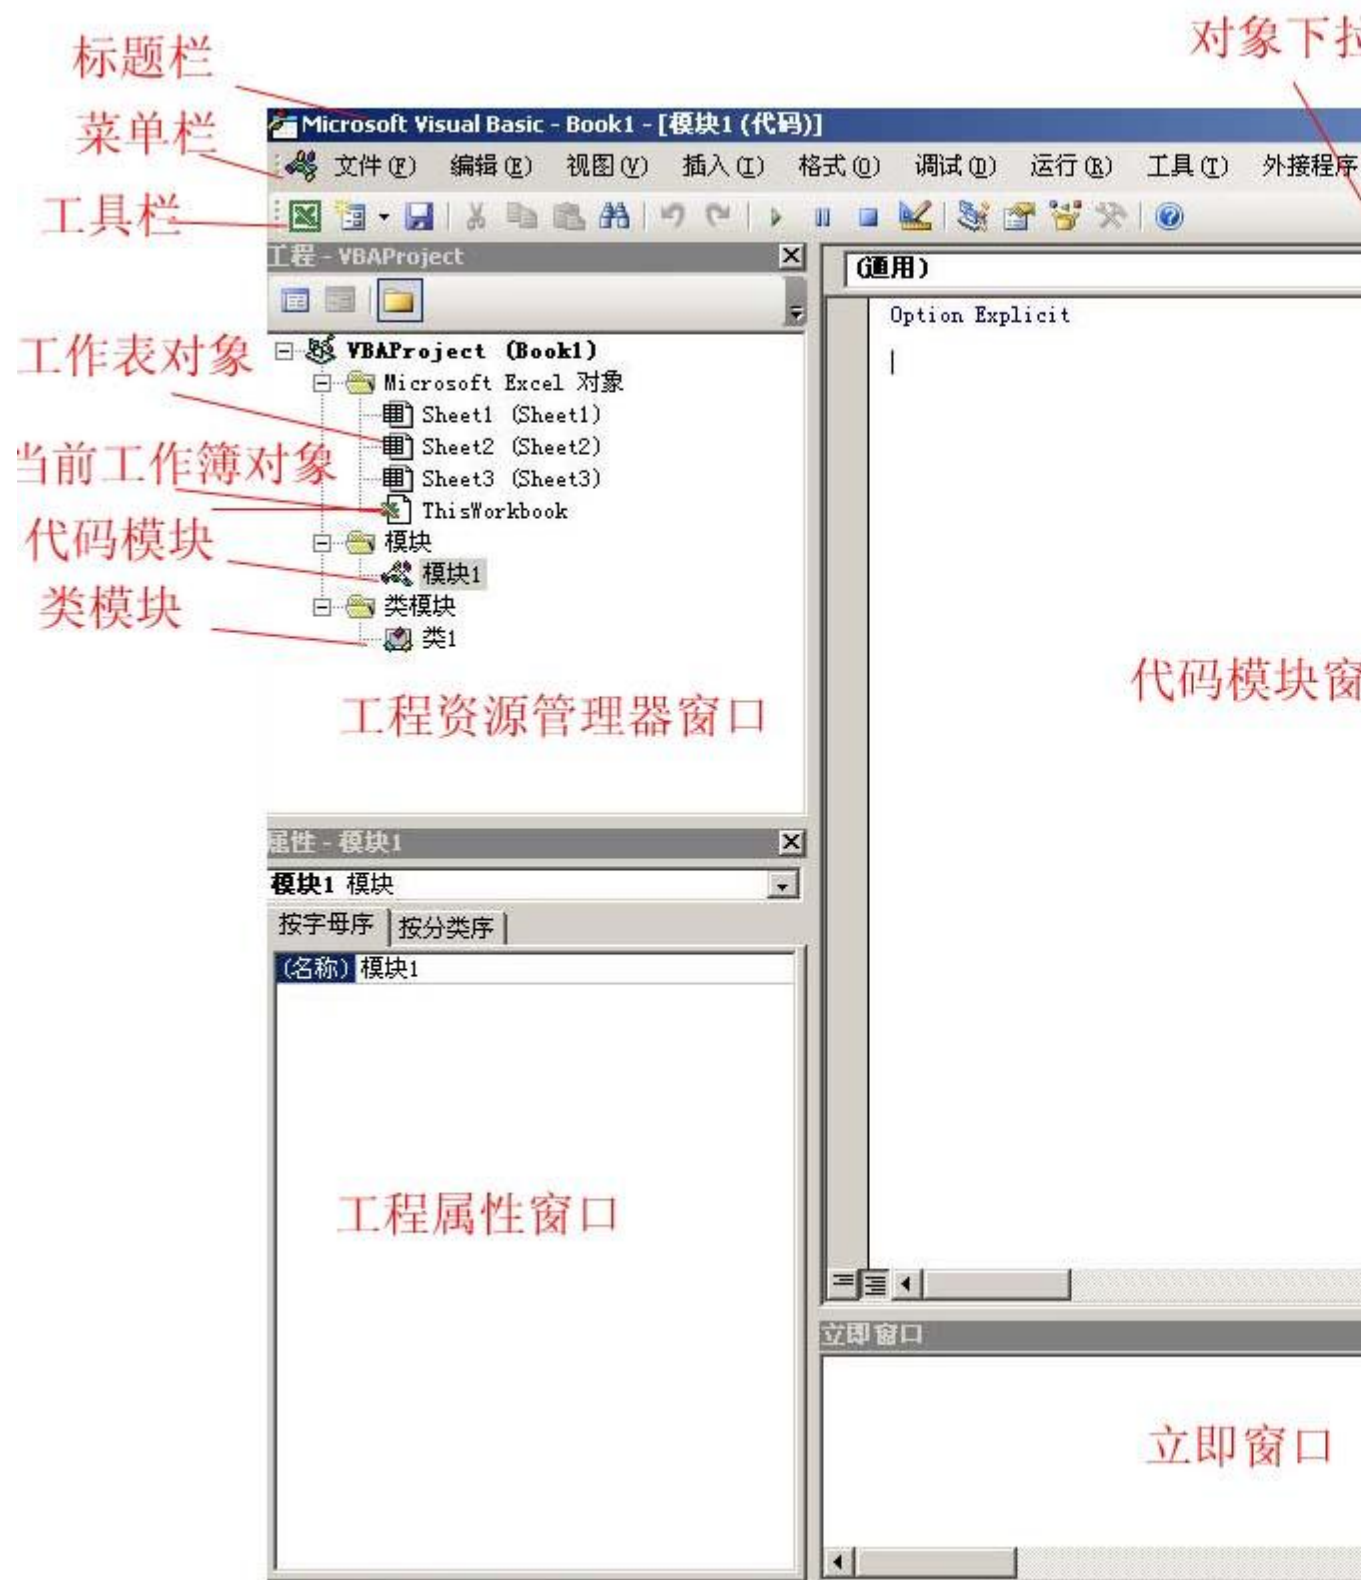 标题栏
对象下拉
菜单栏
Microsoft Visual Basic - Book1 - [模块1 (代码)]
文件(F) 编辑(E) 视图(V) 插入(I) 格式(O) 调试(D) 运行(R) 工具(T) 外接程序
工具栏
工程 - VBAProject
(通用)
Option Explicit
工作表对象
VBAProject (Book1)
Microsoft Excel 对象
Sheet1 (Sheet1)
Sheet2 (Sheet2)
当前工作簿对象
Sheet3 (Sheet3)
ThisWorkbook
代码模块
模块
模块1
类模块
类模块
类1
代码模块窗
工程资源管理器窗口
属性 - 模块1
模块1 模块
按字母序 按分类序
(名称) 模块1
工程属性窗口
立即窗口
立即窗口